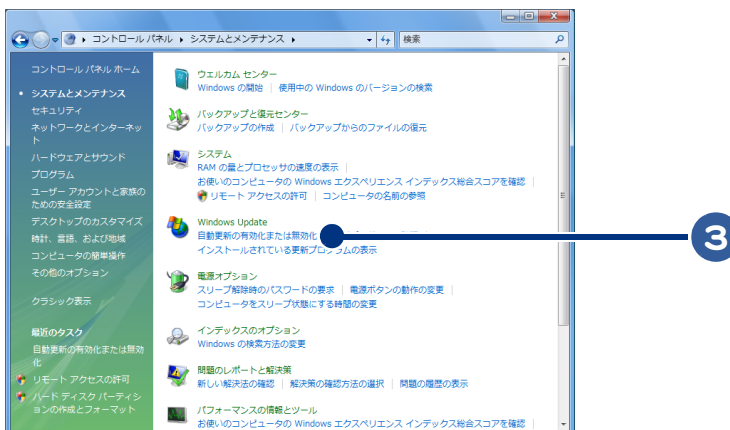 コントロール パネル ▸ システムとメンテナンス ▸
検索
コントロール パネル ホーム
システムとメンテナンス
セキュリティ
ネットワークとインターネッ
ト
ハードウェアとサウンド
プログラム
ユーザー アカウントと家族の
ための安全設定
デスクトップのカスタマイズ
時計、言語、および地域
コンピュータの簡単操作
その他のオプション
クラシック表示
最近のタスク
自動更新の有効化または無効
化
リモート アクセスの許可
ハード ディスク パーティシ
ョンの作成とフォーマット
ウエルカム センター
Windows の開始 | 使用中の Windows のバージョンの検索
バックアップと復元センター
バックアップの作成 | バックアップからのファイルの復元
システム
RAM の量とプロセッサの速度の表示 |
お使いのコンピュータの Windows エクスペリエンス インデックス総合スコアを確認 |
リモート アクセスの許可 | コンピュータの名前の参照
Windows Update
自動更新の有効化または無効化
インストールされている更新プログラムの表示
電源オプション
スリープ解除時のパスワードの要求 | 電源ボタンの動作の変更 |
コンピュータをスリープ状態にする時間の変更
インデックスのオプション
Windows の検索方法の変更
問題のレポートと解決策
新しい解決法の確認 | 解決策の確認方法の選択 | 問題の履歴の表示
パフォーマンスの情報とツール
お使いのコンピュータの Windows エクスペリエンス インデックス総合スコアを確認 |
3